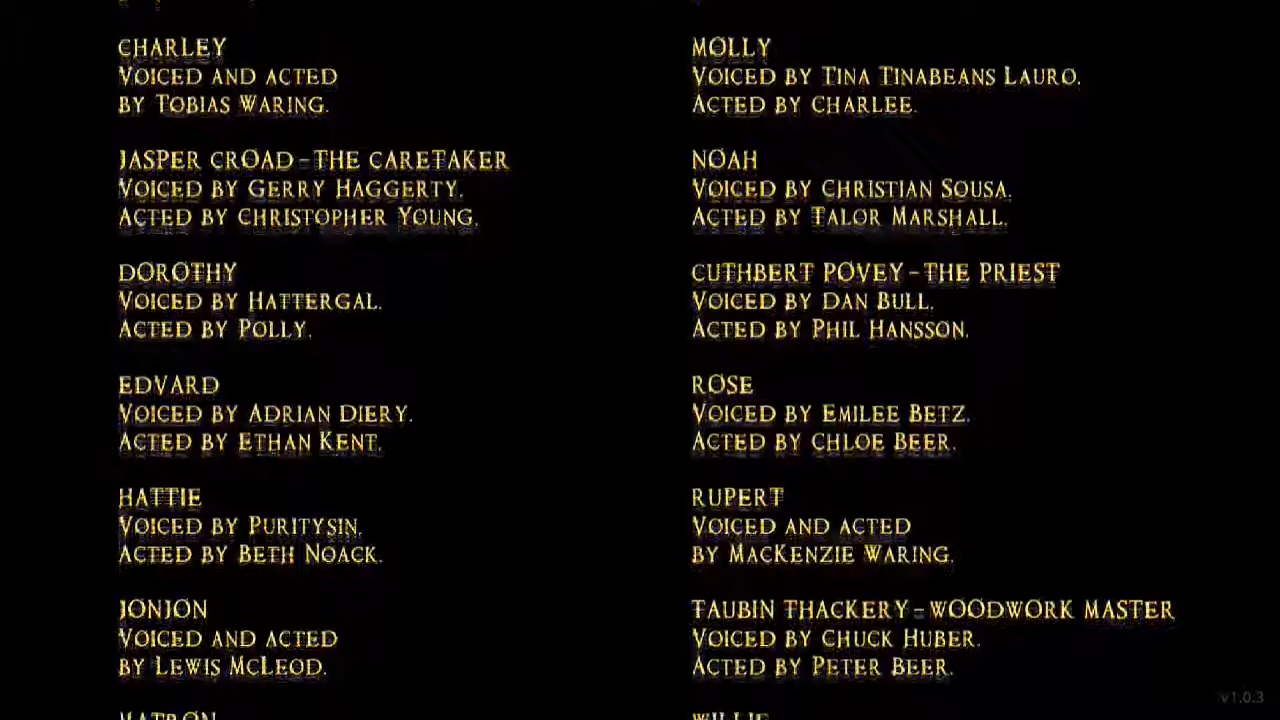 CHARLEY
VOICED AND ACTED
BY TOBIAS WARING.
JASPER CROAD – THE CARETAKER
VOICED BY GERRY HAGGERTY.
ACTED BY CHRISTOPHER YOUNG.
DOROTHY
VOICED BY HATTERGAL.
ACTED BY POLLY.
EDVARD
VOICED BY ADRIAN DIERY.
ACTED BY ETHAN KENT.
HATTIE
VOICED BY PURITYSIN.
ACTED BY BETH NOACK.
JONJON
VOICED AND ACTED
BY LEWIS MCLEOD.
MATRON
MOLLY
VOICED BY TINA TINABEANS LAURO.
ACTED BY CHARLEE.
NOAH
VOICED BY CHRISTIAN SOUSA.
ACTED BY TALOR MARSHALL.
CUTHBERT POVEY – THE PRIEST
VOICED BY DAN BULL.
ACTED BY PHIL HANSSON.
ROSE
VOICED BY EMILEE BETZ.
ACTED BY CHLOE BEER.
RUPERT
VOICED AND ACTED
BY MACKENZIE WARING.
TAUBIN THACKERY – WOODWORK MASTER
VOICED BY CHUCK HUBER.
ACTED BY PETER BEER.
WILLIE
v1.0.3